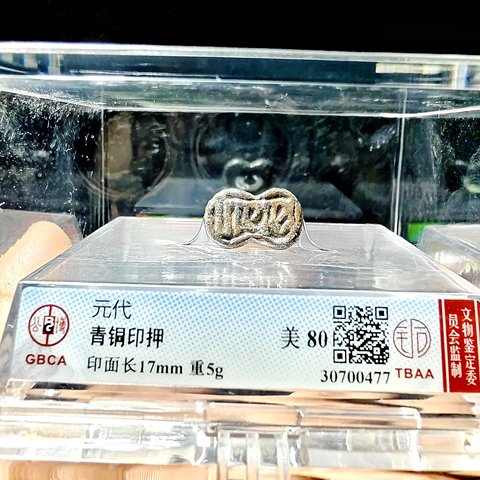 元代
青铜印押
印面长17mm 重5g
GBCA
美 80
30700477
TBAA
文物鉴定委
员会监制